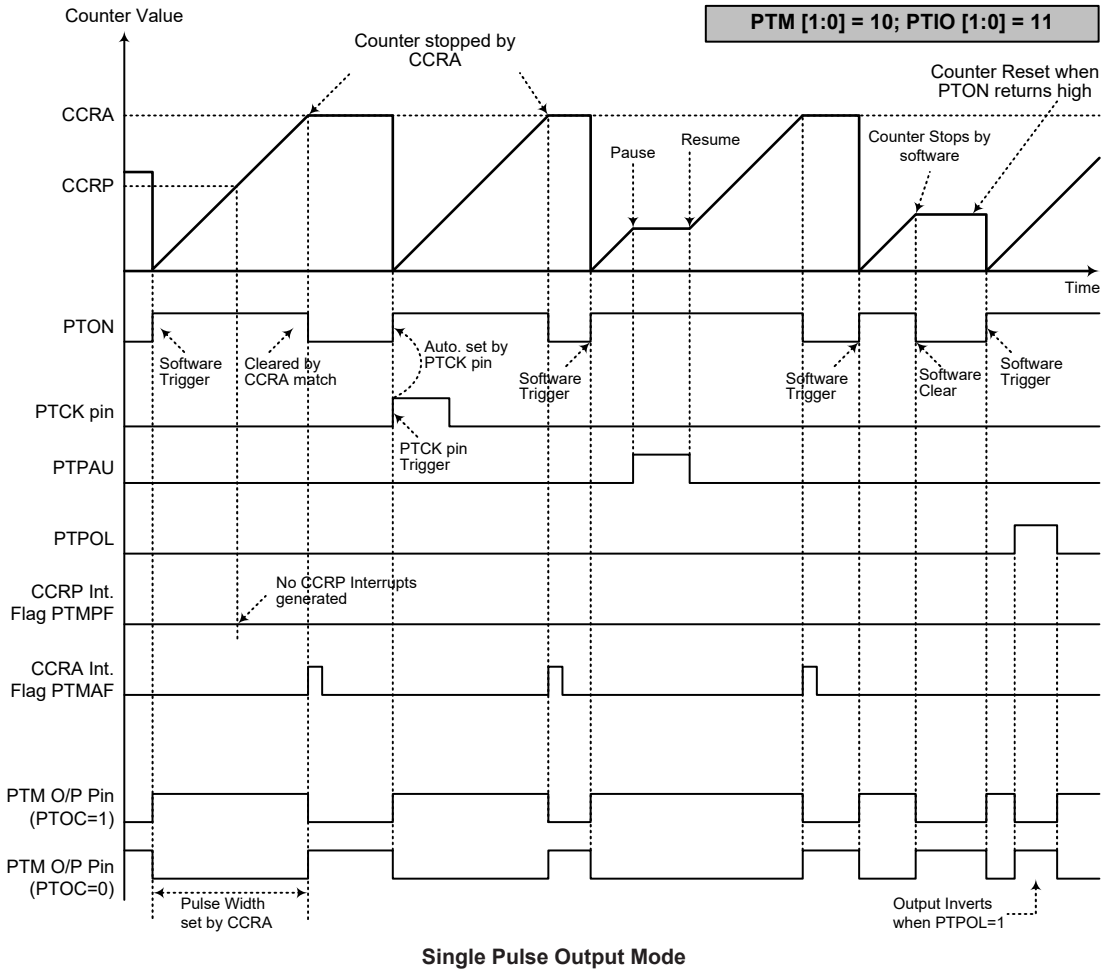 Counter Value
PTM [1:0] = 10; PTIO [1:0] = 11
Counter stopped by
CCRA
Counter Reset when
PTON returns high
CCRA
Pause
Resume
Counter Stops by
software
CCRP
Time
PTON
Software
Trigger
Cleared by
CCRA match
Auto. set by
PTCK pin
Software
Trigger
Software
Trigger
Software
Clear
Software
Trigger
PTCK pin
PTCK pin
Trigger
PTPAU
PTPOL
CCRP Int.
Flag PTMPF
No CCRP Interrupts
generated
CCRA Int.
Flag PTMAF
PTM O/P Pin
(PTOC=1)
PTM O/P Pin
(PTOC=0)
Pulse Width
set by CCRA
Output Inverts
when PTPOL=1
Single Pulse Output Mode